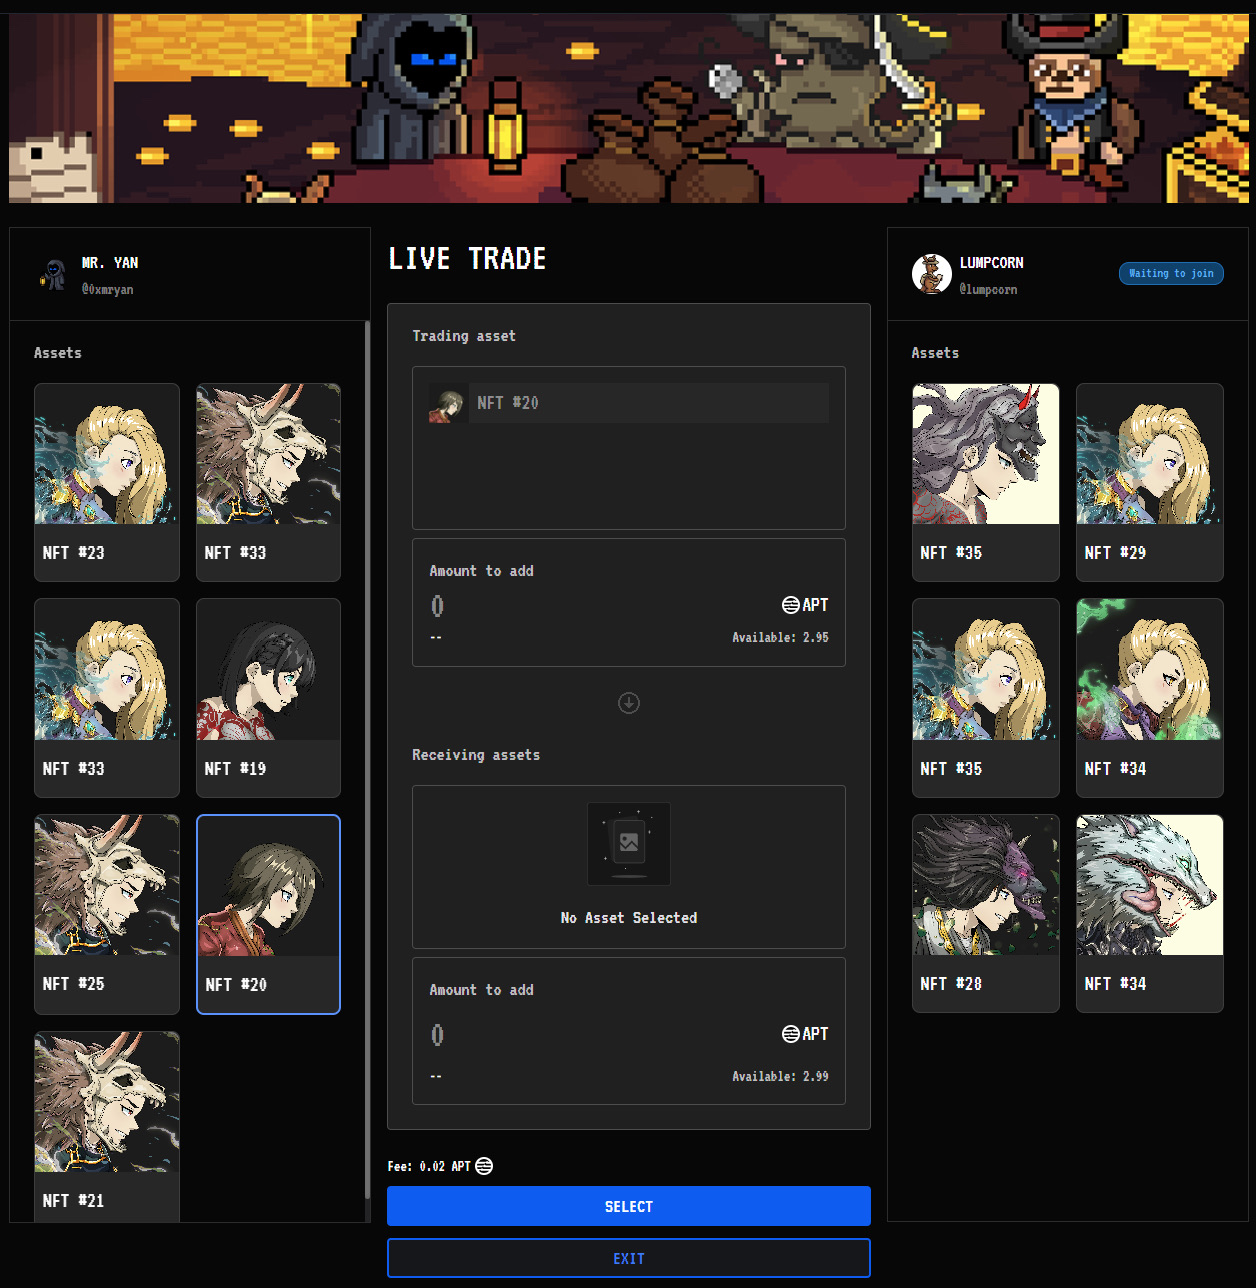 MR. YAN
@0xmryan
Assets
NFT #23
NFT #33
NFT #33
NFT #19
NFT #25
NFT #20
NFT #21
LIVE TRADE
Trading asset
NFT #20
Amount to add
0
APT
--
Available: 2.95
Receiving assets
No Asset Selected
Amount to add
0
APT
--
Available: 2.99
Fee: 0.02 APT
SELECT
EXIT
LUMPCORN
@lumpcorn
Waiting to join
Assets
NFT #35
NFT #29
NFT #35
NFT #34
NFT #28
NFT #34